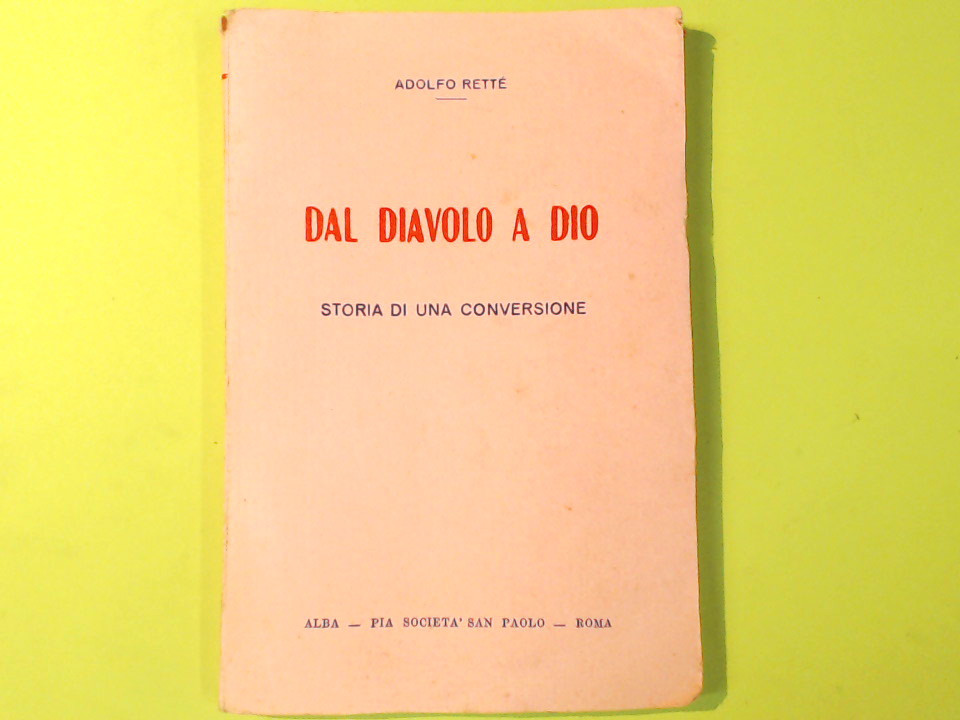 ADOLFO RETTÉ
DAL DIAVOLO A DIO
STORIA DI UNA CONVERSIONE
ALBA — PIA SOCIETA' SAN PAOLO — ROMA